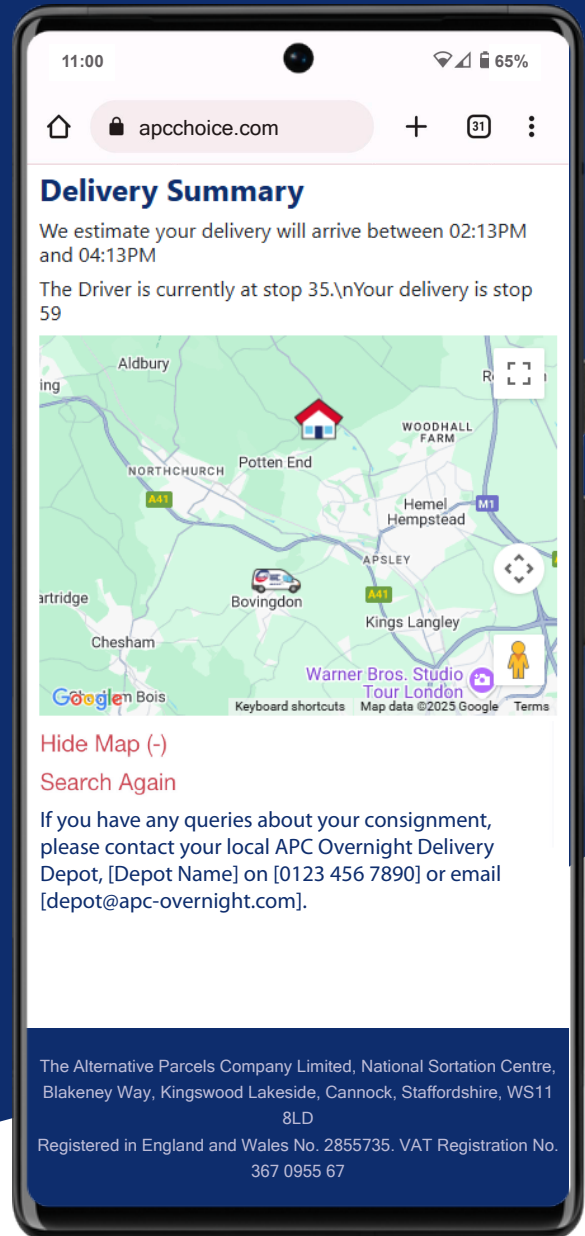 11:00
65%
apcchoice.com
31
Delivery Summary
We estimate your delivery will arrive between 02:13PM
and 04:13PM
The Driver is currently at stop 35.\nYour delivery is stop
59
Aldbury
ing
WOODHALL
FARM
Potten End
NORTHCHURCH
A41
Hemel
Hempstead
M1
APSLEY
artridge
Bovingdon
A41
Kings Langley
Chesham
Warner Bros. Studio
Tour London
Google
m Bois
Keyboard shortcuts
Map data ©2025 Google
Terms
Hide Map (-)
Search Again
If you have any queries about your consignment,
please contact your local APC Overnight Delivery
Depot, [Depot Name] on [0123 456 7890] or email
[depot@apc-overnight.com].
The Alternative Parcels Company Limited, National Sortation Centre,
Blakeney Way, Kingswood Lakeside, Cannock, Staffordshire, WS11
8LD
Registered in England and Wales No. 2855735. VAT Registration No.
367 0955 67